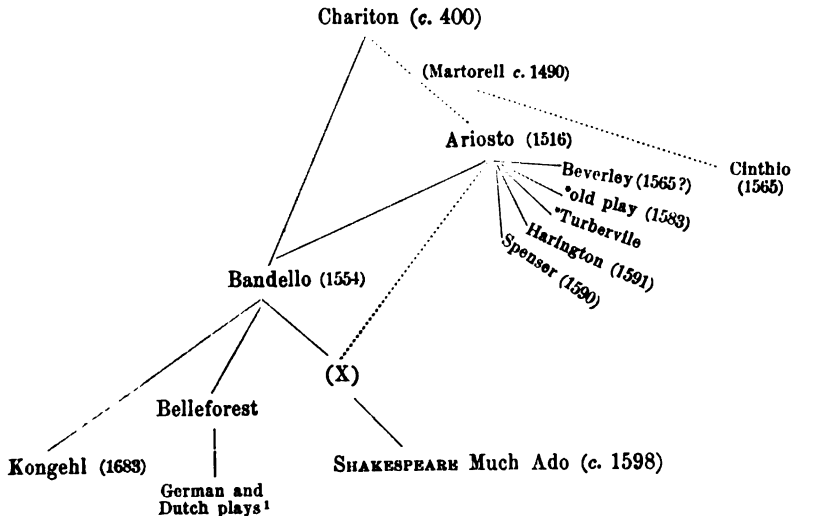 Chariton (c. 400)
(Martorell c. 1490)
Ariosto (1516)
Cinthio
(1565)
Beverley (1565?)
*old play (1583)
*Turbervile
Harington (1591)
Spenser (1590)
Bandello (1554)
(X)
Belleforest
Kongehl (1683)
SHAKESPEARE Much Ado (c. 1598)
German and
Dutch plays¹